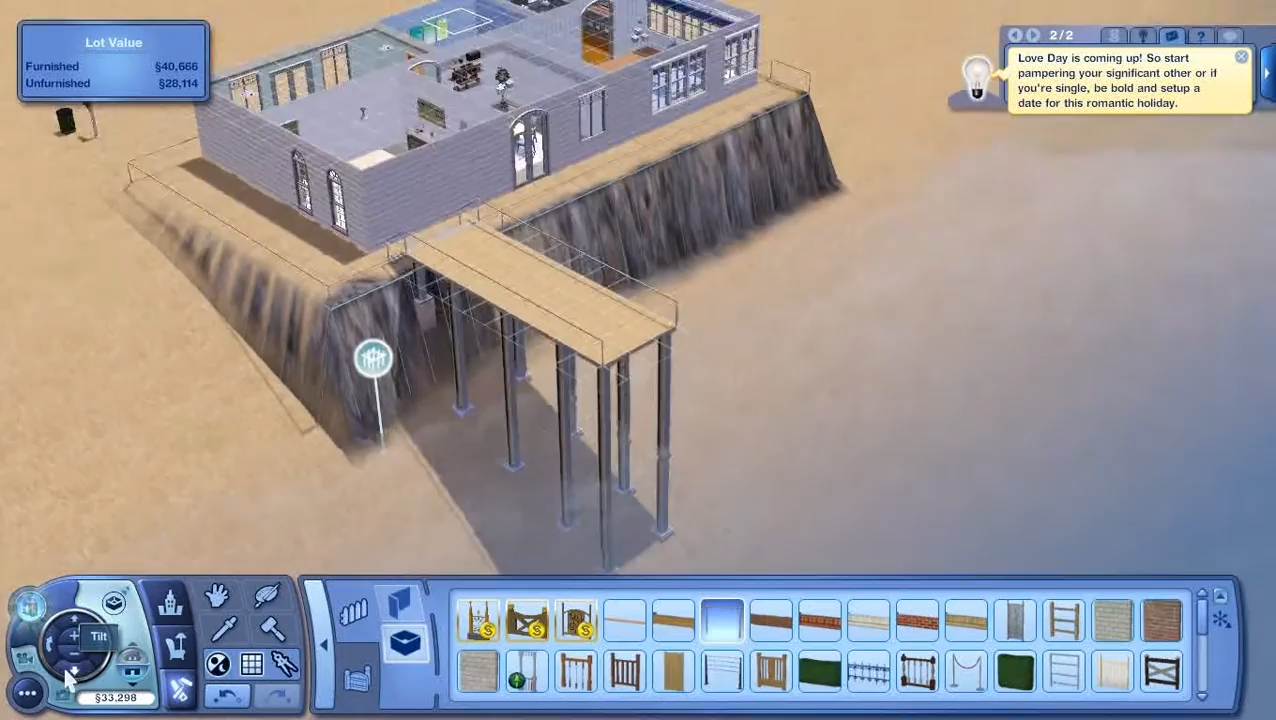 Lot Value
Furnished §40,666
Unfurnished §28,114
2/2
?
Love Day is coming up! So start
pampering your significant other or if
you're single, be bold and setup a
date for this romantic holiday.
Tilt
§33,298